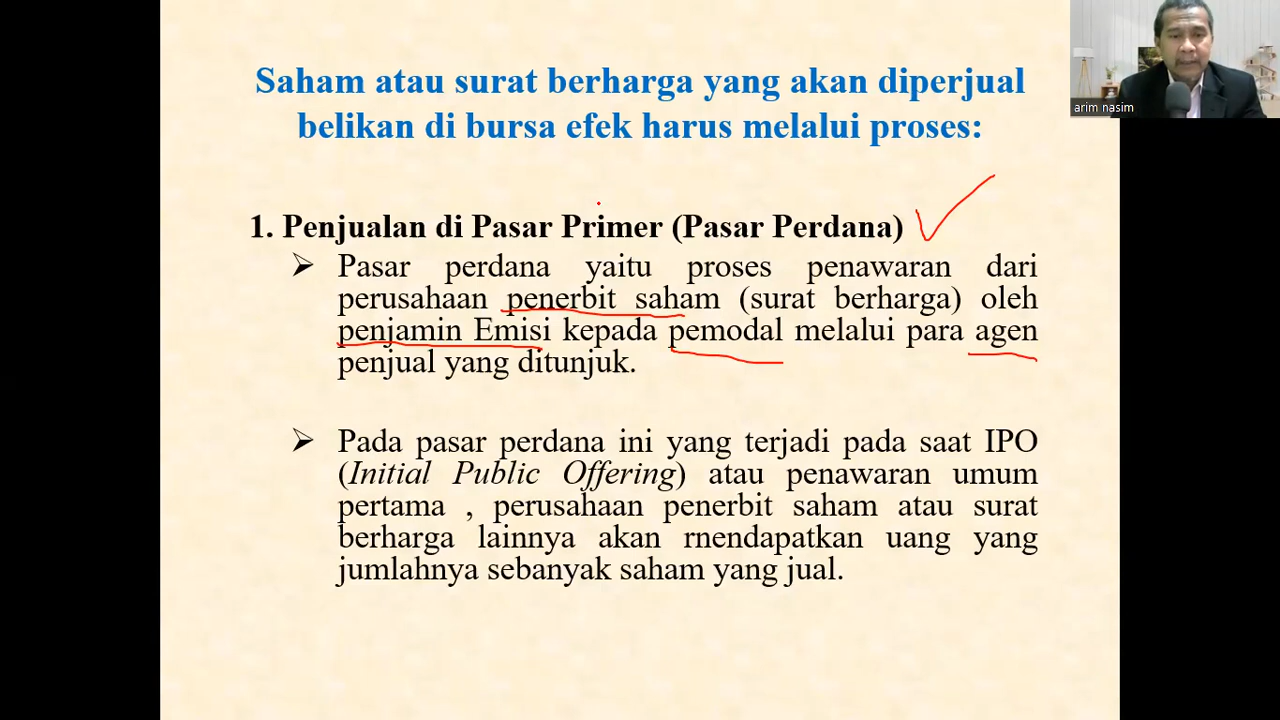 Saham atau surat berharga yang akan diperjual
belikan di bursa efek harus melalui proses:
arim nasim
1. Penjualan di Pasar Primer (Pasar Perdana)
Pasar perdana yaitu proses penawaran dari
perusahaan penerbit saham (surat berharga) oleh
penjamin Emisi kepada pemodal melalui para agen
penjual yang ditunjuk.
Pada pasar perdana ini yang terjadi pada saat IPO
(Initial Public Offering) atau penawaran umum
pertama , perusahaan penerbit saham atau surat
berharga lainnya akan rnendapatkan uang yang
jumlahnya sebanyak saham yang jual.